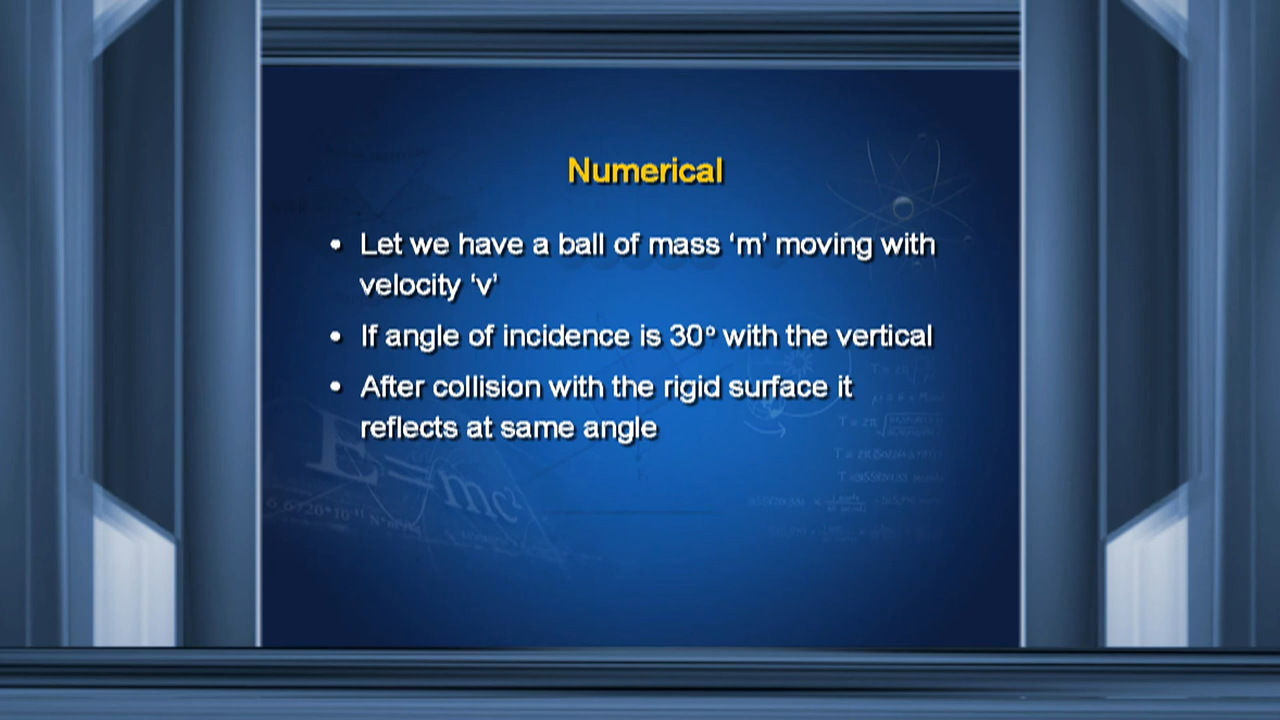 Numerical
• Let we have a ball of mass ‘m’ moving with
velocity ‘v’
• If angle of incidence is 30° with the vertical
• After collision with the rigid surface it
reflects at same angle
E=mc²